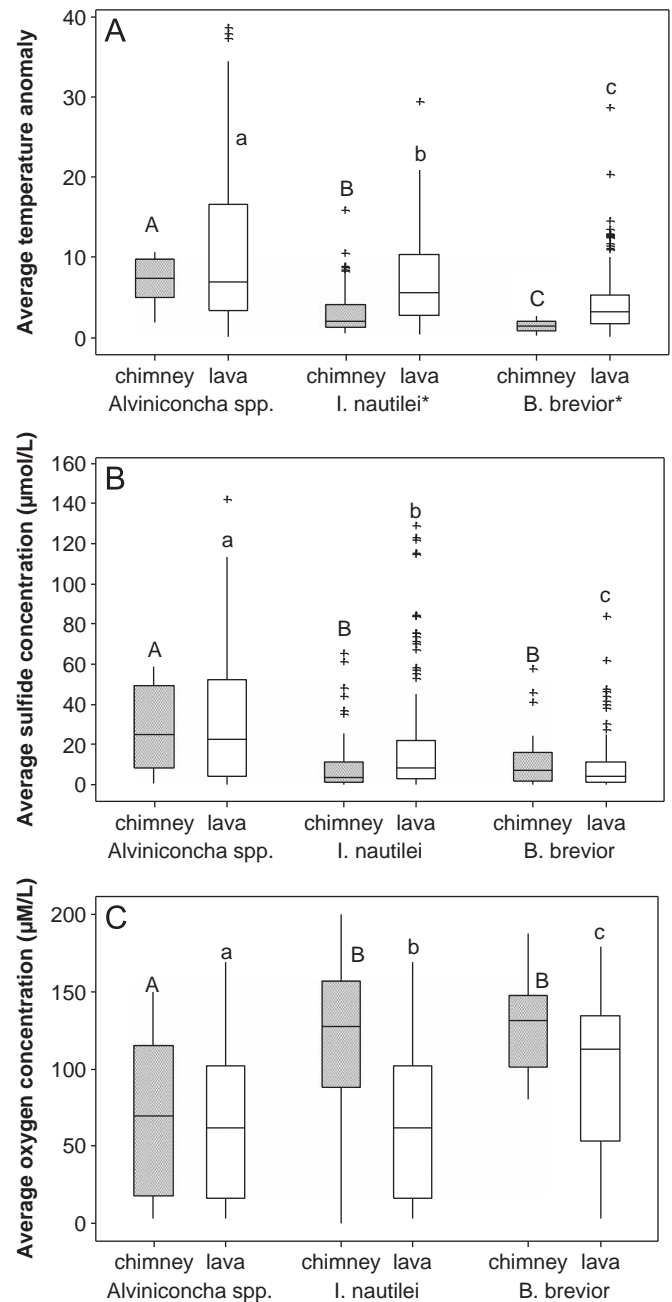 A
Average temperature anomaly
40
30
20
10
0
A
a
B
b
C
c
chimney lava chimney lava chimney lava
Alviniconcha spp. I. nautilei* B. brevior*
B
Average sulfide concentration (µmol/L)
160
140
120
100
80
60
40
20
0
A
a
B
b
B
c
chimney lava chimney lava chimney lava
Alviniconcha spp. I. nautilei B. brevior
C
Average oxygen concentration (µM/L)
200
150
100
50
0
A
a
B
b
B
c
chimney lava chimney lava chimney lava
Alviniconcha spp. I. nautilei B. brevior